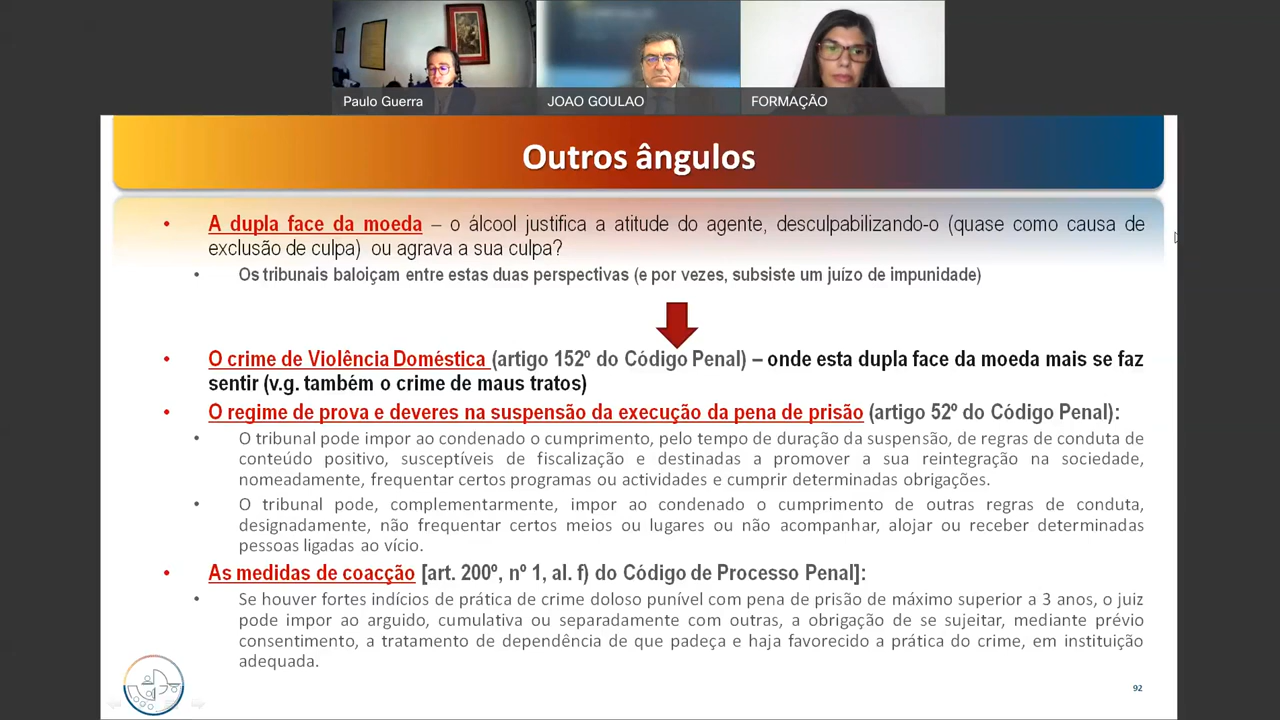 Paulo Guerra
JOAO GOULAO
FORMAÇÃO
Outros ângulos
• A dupla face da moeda – o álcool justifica a atitude do agente, desculpabilizando-o (quase como causa de
exclusão de culpa) ou agrava a sua culpa?
• Os tribunais baloiçam entre estas duas perspectivas (e por vezes, subsiste um juízo de impunidade)
• O crime de Violência Doméstica (artigo 152º do Código Penal) – onde esta dupla face da moeda mais se faz
sentir (v.g. também o crime de maus tratos)
• O regime de prova e deveres na suspensão da execução da pena de prisão (artigo 52º do Código Penal):
• O tribunal pode impor ao condenado o cumprimento, pelo tempo de duração da suspensão, de regras de conduta de
conteúdo positivo, susceptíveis de fiscalização e destinadas a promover a sua reintegração na sociedade,
nomeadamente, frequentar certos programas ou actividades e cumprir determinadas obrigações.
• O tribunal pode, complementarmente, impor ao condenado o cumprimento de outras regras de conduta,
designadamente, não frequentar certos meios ou lugares ou não acompanhar, alojar ou receber determinadas
pessoas ligadas ao vício.
• As medidas de coacção [art. 200º, nº 1, al. f) do Código de Processo Penal]:
• Se houver fortes indícios de prática de crime doloso punível com pena de prisão de máximo superior a 3 anos, o juiz
pode impor ao arguido, cumulativa ou separadamente com outras, a obrigação de se sujeitar, mediante prévio
consentimento, a tratamento de dependência de que padeça e haja favorecido a prática do crime, em instituição
adequada.
92